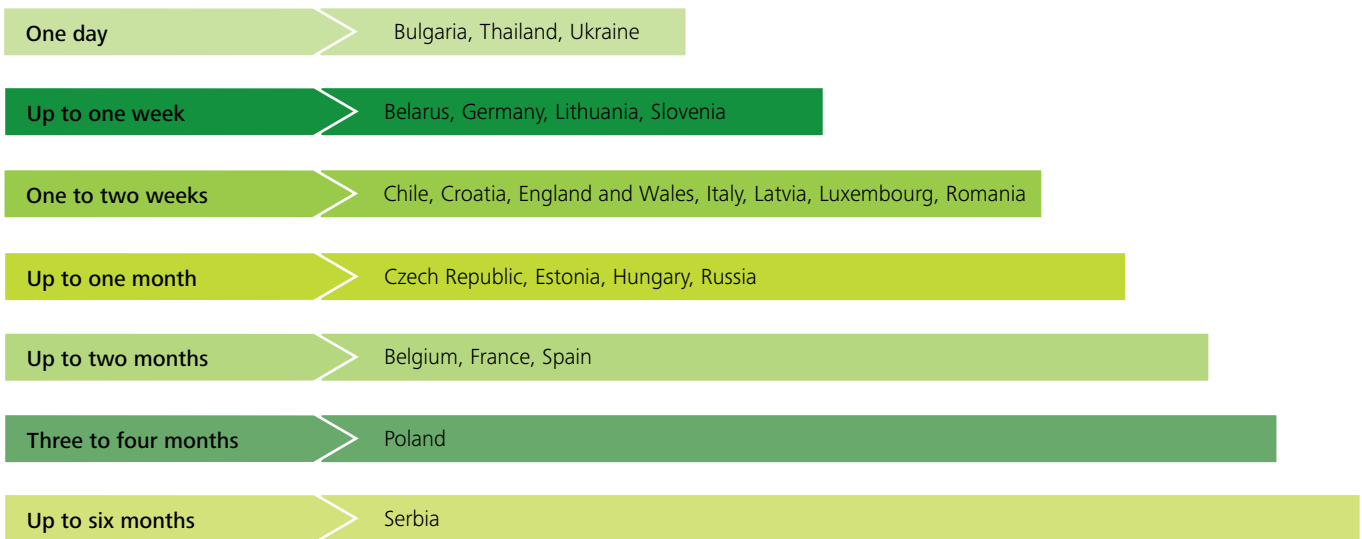 One day
Bulgaria, Thailand, Ukraine
Up to one week
Belarus, Germany, Lithuania, Slovenia
One to two weeks
Chile, Croatia, England and Wales, Italy, Latvia, Luxembourg, Romania
Up to one month
Czech Republic, Estonia, Hungary, Russia
Up to two months
Belgium, France, Spain
Three to four months
Poland
Up to six months
Serbia